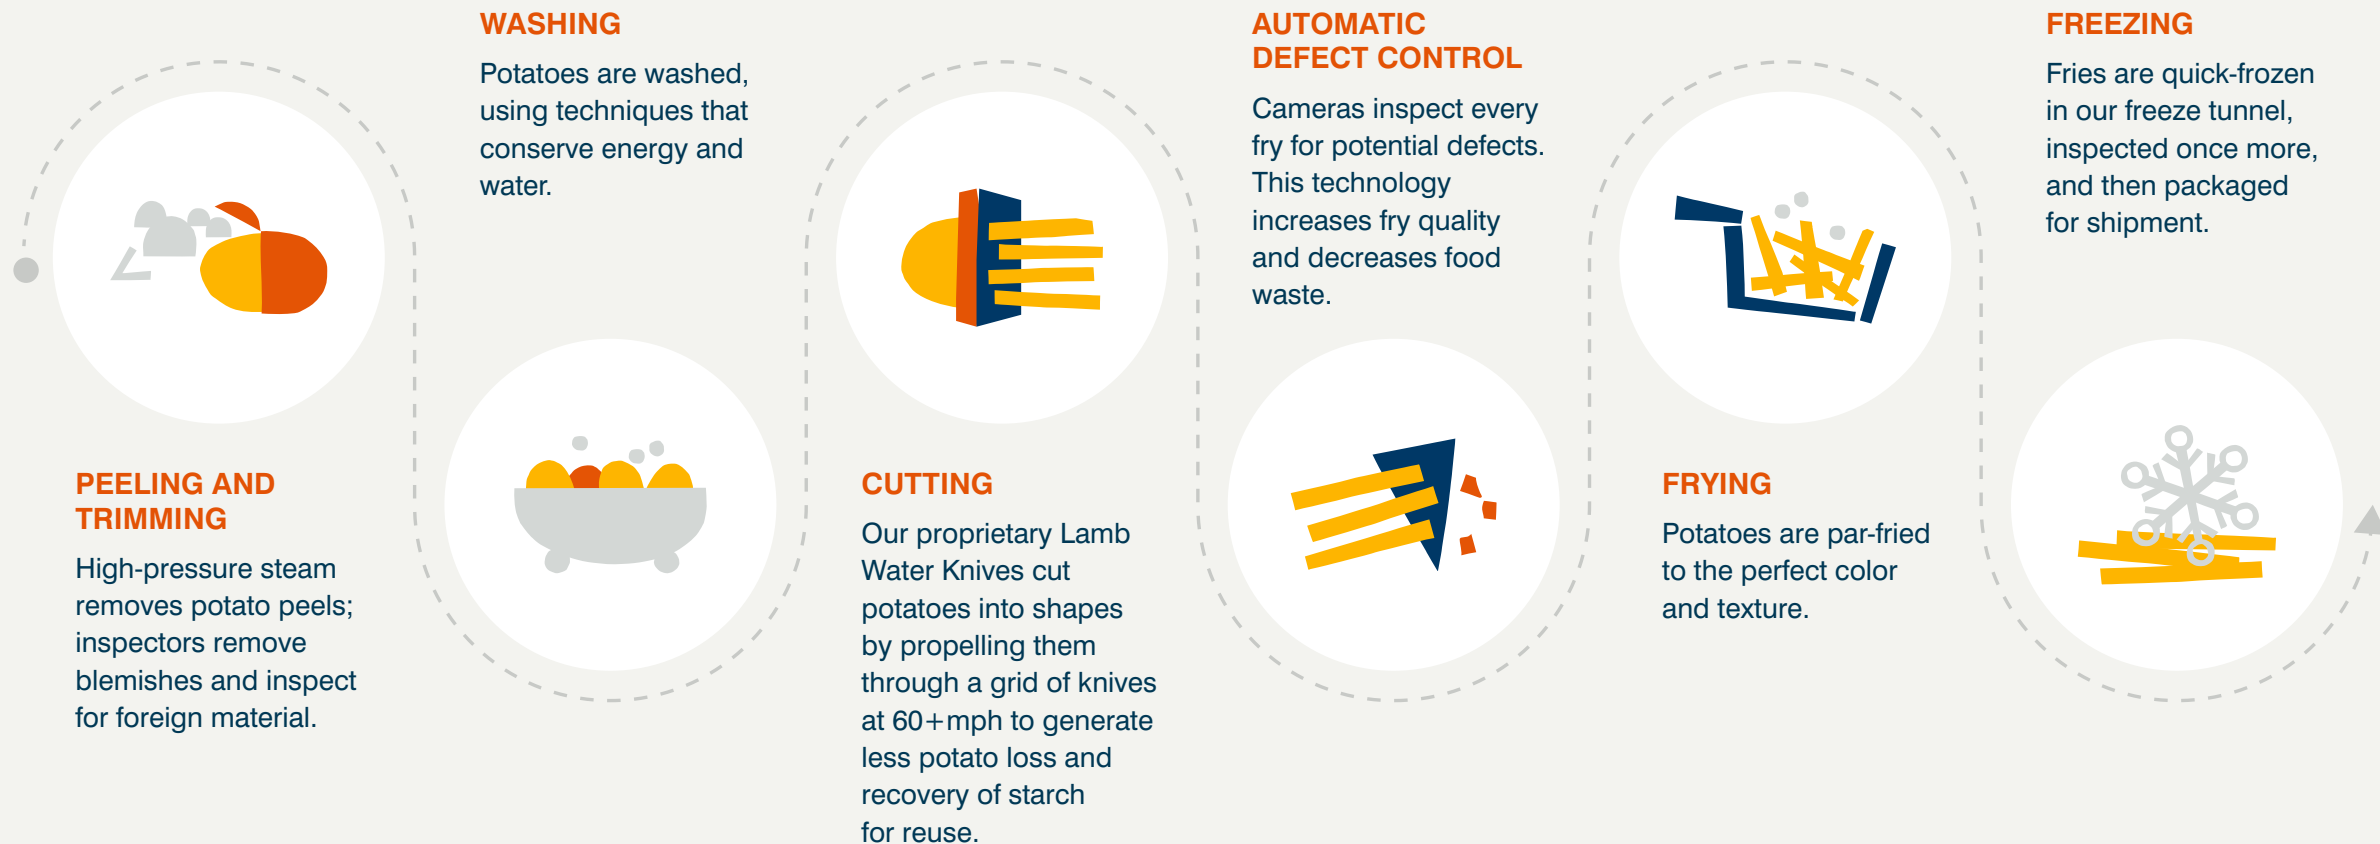 PEELING AND
TRIMMING
High-pressure steam
removes potato peels;
inspectors remove
blemishes and inspect
for foreign material.
WASHING
Potatoes are washed,
using techniques that
conserve energy and
water.
CUTTING
Our proprietary Lamb
Water Knives cut
potatoes into shapes
by propelling them
through a grid of knives
at 60+mph to generate
less potato loss and
recovery of starch
for reuse.
AUTOMATIC
DEFECT CONTROL
Cameras inspect every
fry for potential defects.
This technology
increases fry quality
and decreases food
waste.
FRYING
Potatoes are par-fried
to the perfect color
and texture.
FREEZING
Fries are quick-frozen
in our freeze tunnel,
inspected once more,
and then packaged
for shipment.